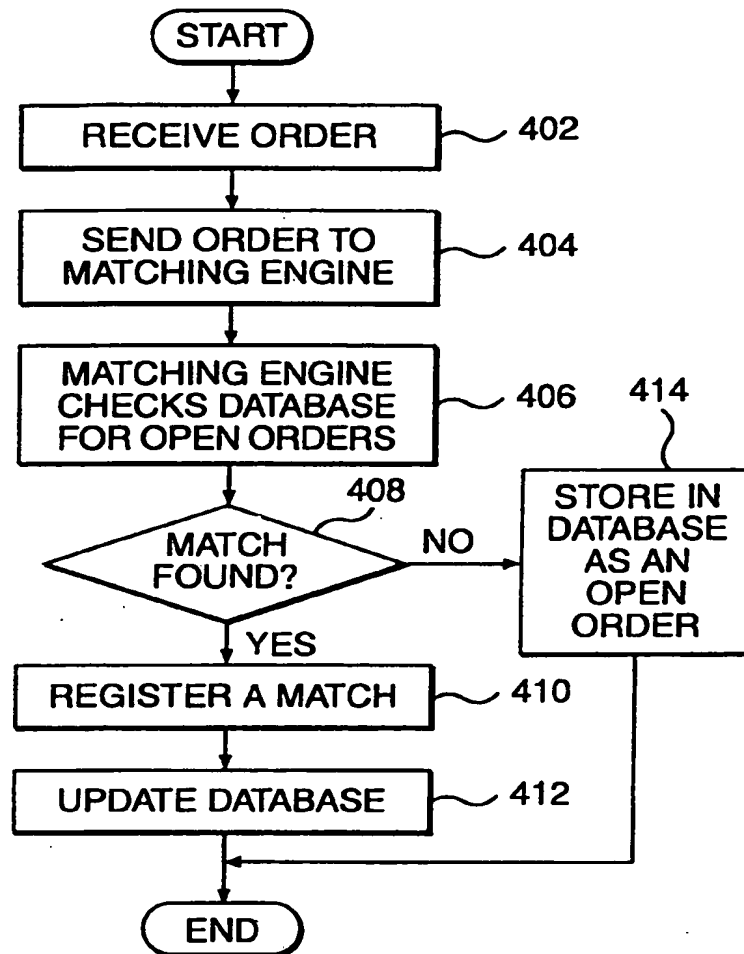 START
RECEIVE ORDER
402
SEND ORDER TO
MATCHING ENGINE
404
MATCHING ENGINE
CHECKS DATABASE
FOR OPEN ORDERS
406
408
MATCH
FOUND?
NO
414
STORE IN
DATABASE
AS AN
OPEN
ORDER
YES
REGISTER A MATCH
410
UPDATE DATABASE
412
END